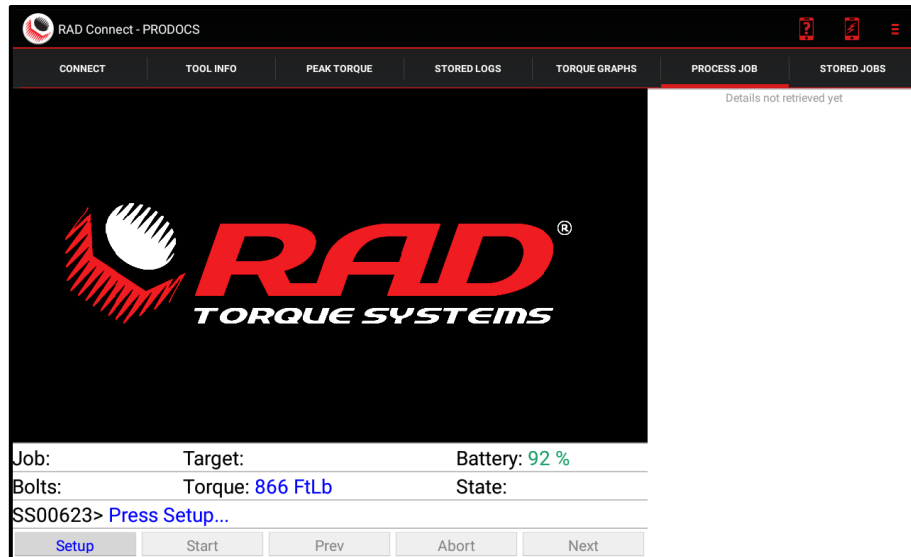 RAD Connect - PRODOCS
CONNECT TOOL INFO PEAK TORQUE STORED LOGS TORQUE GRAPHS PROCESS JOB STORED JOBS
Details not retrieved yet
RAD®
TORQUE SYSTEMS
Job: Target: Battery: 92 %
Bolts: Torque: 866 FtLb State:
SS00623> Press Setup...
Setup Start Prev Abort Next